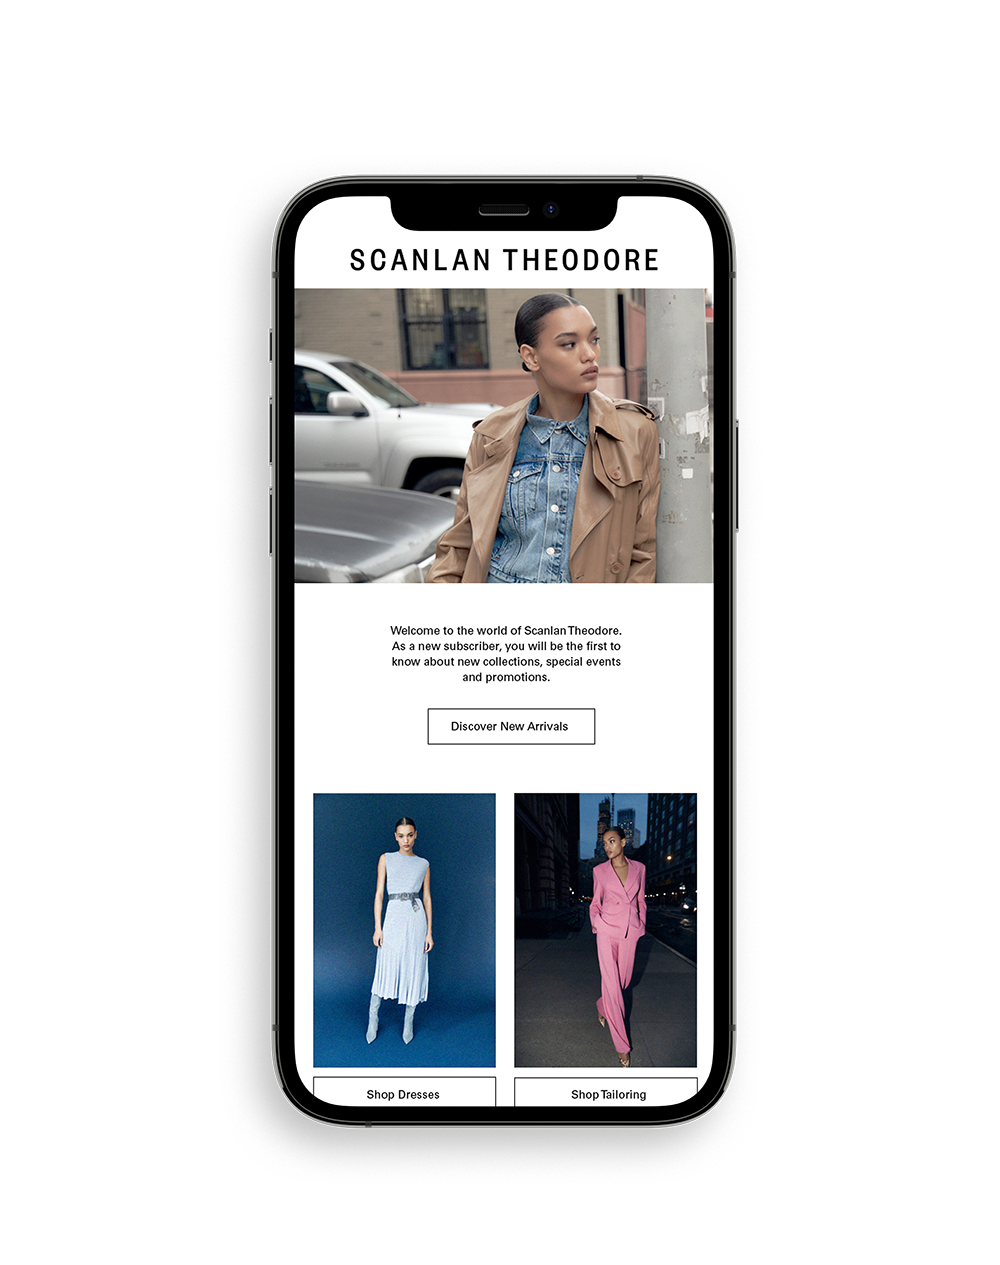 SCANLAN THEODORE
Welcome to the world of Scanlan Theodore.
As a new subscriber, you will be the first to
know about new collections, special events
and promotions.
Discover New Arrivals
Shop Dresses
Shop Tailoring